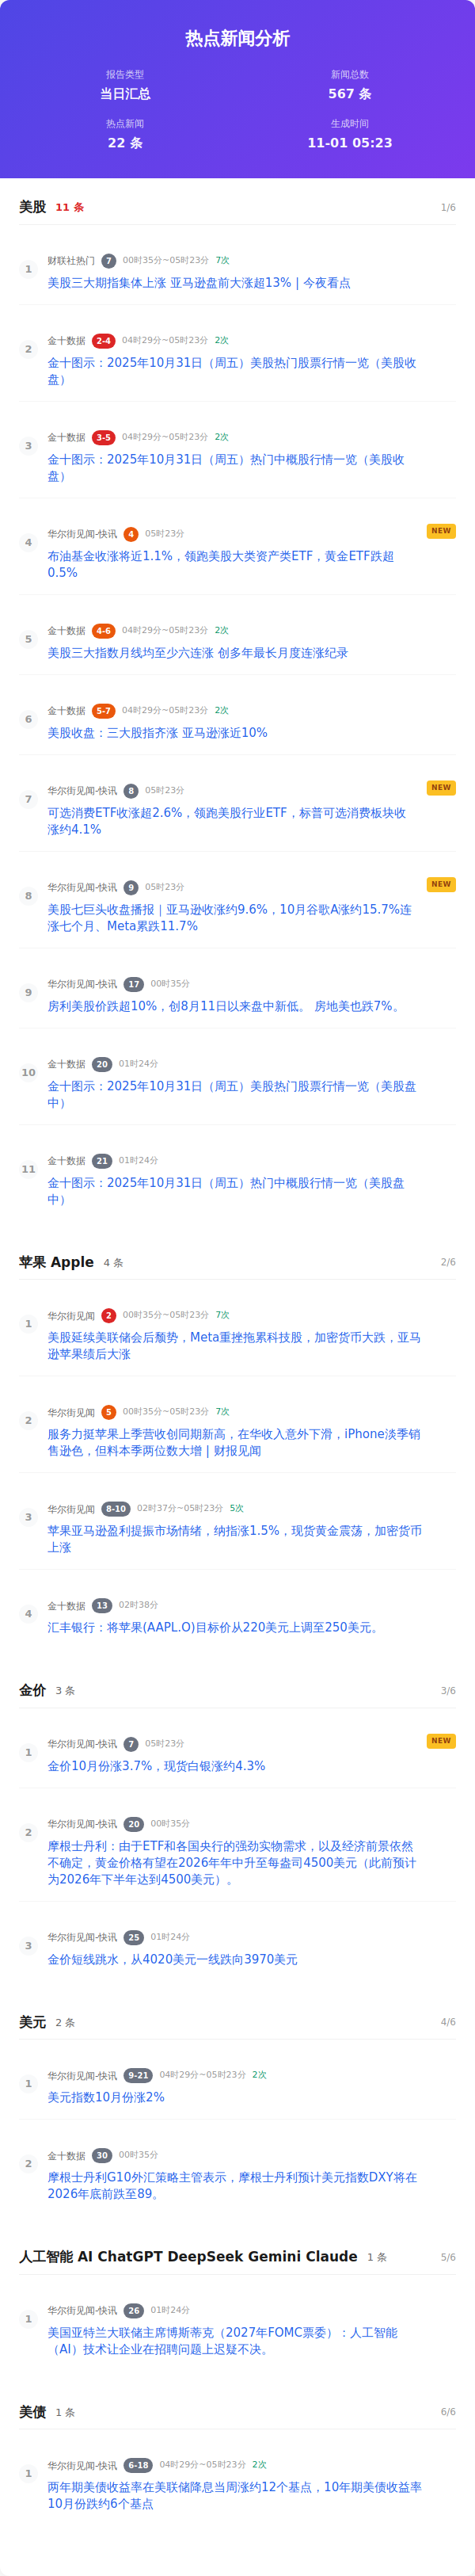 热点新闻分析
报告类型
当日汇总
新闻总数
567 条
热点新闻
22 条
生成时间
11-01 05:23
美股 11 条 1/6
1
财联社热门 7 00时35分~05时23分 7次
美股三大期指集体上涨 亚马逊盘前大涨超13% | 今夜看点
2
金十数据 2-4 04时29分~05时23分 2次
金十图示：2025年10月31日（周五）美股热门股票行情一览（美股收
盘）
3
金十数据 3-5 04时29分~05时23分 2次
金十图示：2025年10月31日（周五）热门中概股行情一览（美股收
盘）
4
华尔街见闻-快讯 4 05时23分 NEW
布油基金收涨将近1.1%，领跑美股大类资产类ETF，黄金ETF跌超
0.5%
5
金十数据 4-6 04时29分~05时23分 2次
美股三大指数月线均至少六连涨 创多年最长月度连涨纪录
6
金十数据 5-7 04时29分~05时23分 2次
美股收盘：三大股指齐涨 亚马逊涨近10%
7
华尔街见闻-快讯 8 05时23分 NEW
可选消费ETF收涨超2.6%，领跑美股行业ETF，标普可选消费板块收
涨约4.1%
8
华尔街见闻-快讯 9 05时23分 NEW
美股七巨头收盘播报｜亚马逊收涨约9.6%，10月谷歌A涨约15.7%连
涨七个月、Meta累跌11.7%
9
华尔街见闻-快讯 17 00时35分
房利美股价跌超10%，创8月11日以来盘中新低。 房地美也跌7%。
10
金十数据 20 01时24分
金十图示：2025年10月31日（周五）美股热门股票行情一览（美股盘
中）
11
金十数据 21 01时24分
金十图示：2025年10月31日（周五）热门中概股行情一览（美股盘
中）
苹果 Apple 4 条 2/6
1
华尔街见闻 2 00时35分~05时23分 7次
美股延续美联储会后颓势，Meta重挫拖累科技股，加密货币大跌，亚马
逊苹果绩后大涨
2
华尔街见闻 5 00时35分~05时23分 7次
服务力挺苹果上季营收创同期新高，在华收入意外下滑，iPhone淡季销
售逊色，但料本季两位数大增 | 财报见闻
3
华尔街见闻 8-10 02时37分~05时23分 5次
苹果亚马逊盈利提振市场情绪，纳指涨1.5%，现货黄金震荡，加密货币
上涨
4
金十数据 13 02时38分
汇丰银行：将苹果(AAPL.O)目标价从220美元上调至250美元。
金价 3 条 3/6
1
华尔街见闻-快讯 7 05时23分 NEW
金价10月份涨3.7%，现货白银涨约4.3%
2
华尔街见闻-快讯 20 00时35分
摩根士丹利：由于ETF和各国央行的强劲实物需求，以及经济前景依然
不确定，黄金价格有望在2026年年中升至每盎司4500美元（此前预计
为2026年下半年达到4500美元）。
3
华尔街见闻-快讯 25 01时24分
金价短线跳水，从4020美元一线跌向3970美元
美元 2 条 4/6
1
华尔街见闻-快讯 9-21 04时29分~05时23分 2次
美元指数10月份涨2%
2
金十数据 30 00时35分
摩根士丹利G10外汇策略主管表示，摩根士丹利预计美元指数DXY将在
2026年底前跌至89。
人工智能 AI ChatGPT DeepSeek Gemini Claude 1 条 5/6
1
华尔街见闻-快讯 26 01时24分
美国亚特兰大联储主席博斯蒂克（2027年FOMC票委）：人工智能
（AI）技术让企业在招聘问题上迟疑不决。
美债 1 条 6/6
1
华尔街见闻-快讯 6-18 04时29分~05时23分 2次
两年期美债收益率在美联储降息当周涨约12个基点，10年期美债收益率
10月份跌约6个基点